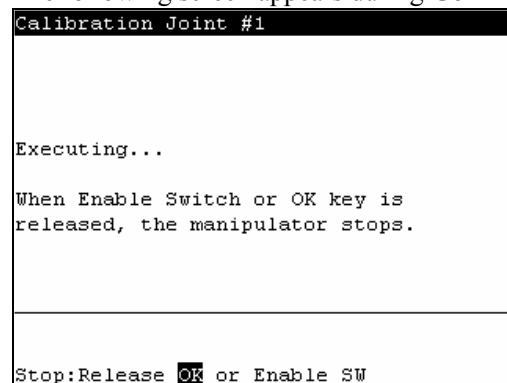 Calibration Joint #1
Executing...
When Enable Switch or OK key is
released, the manipulator stops.
Stop:Release OK or Enable SW